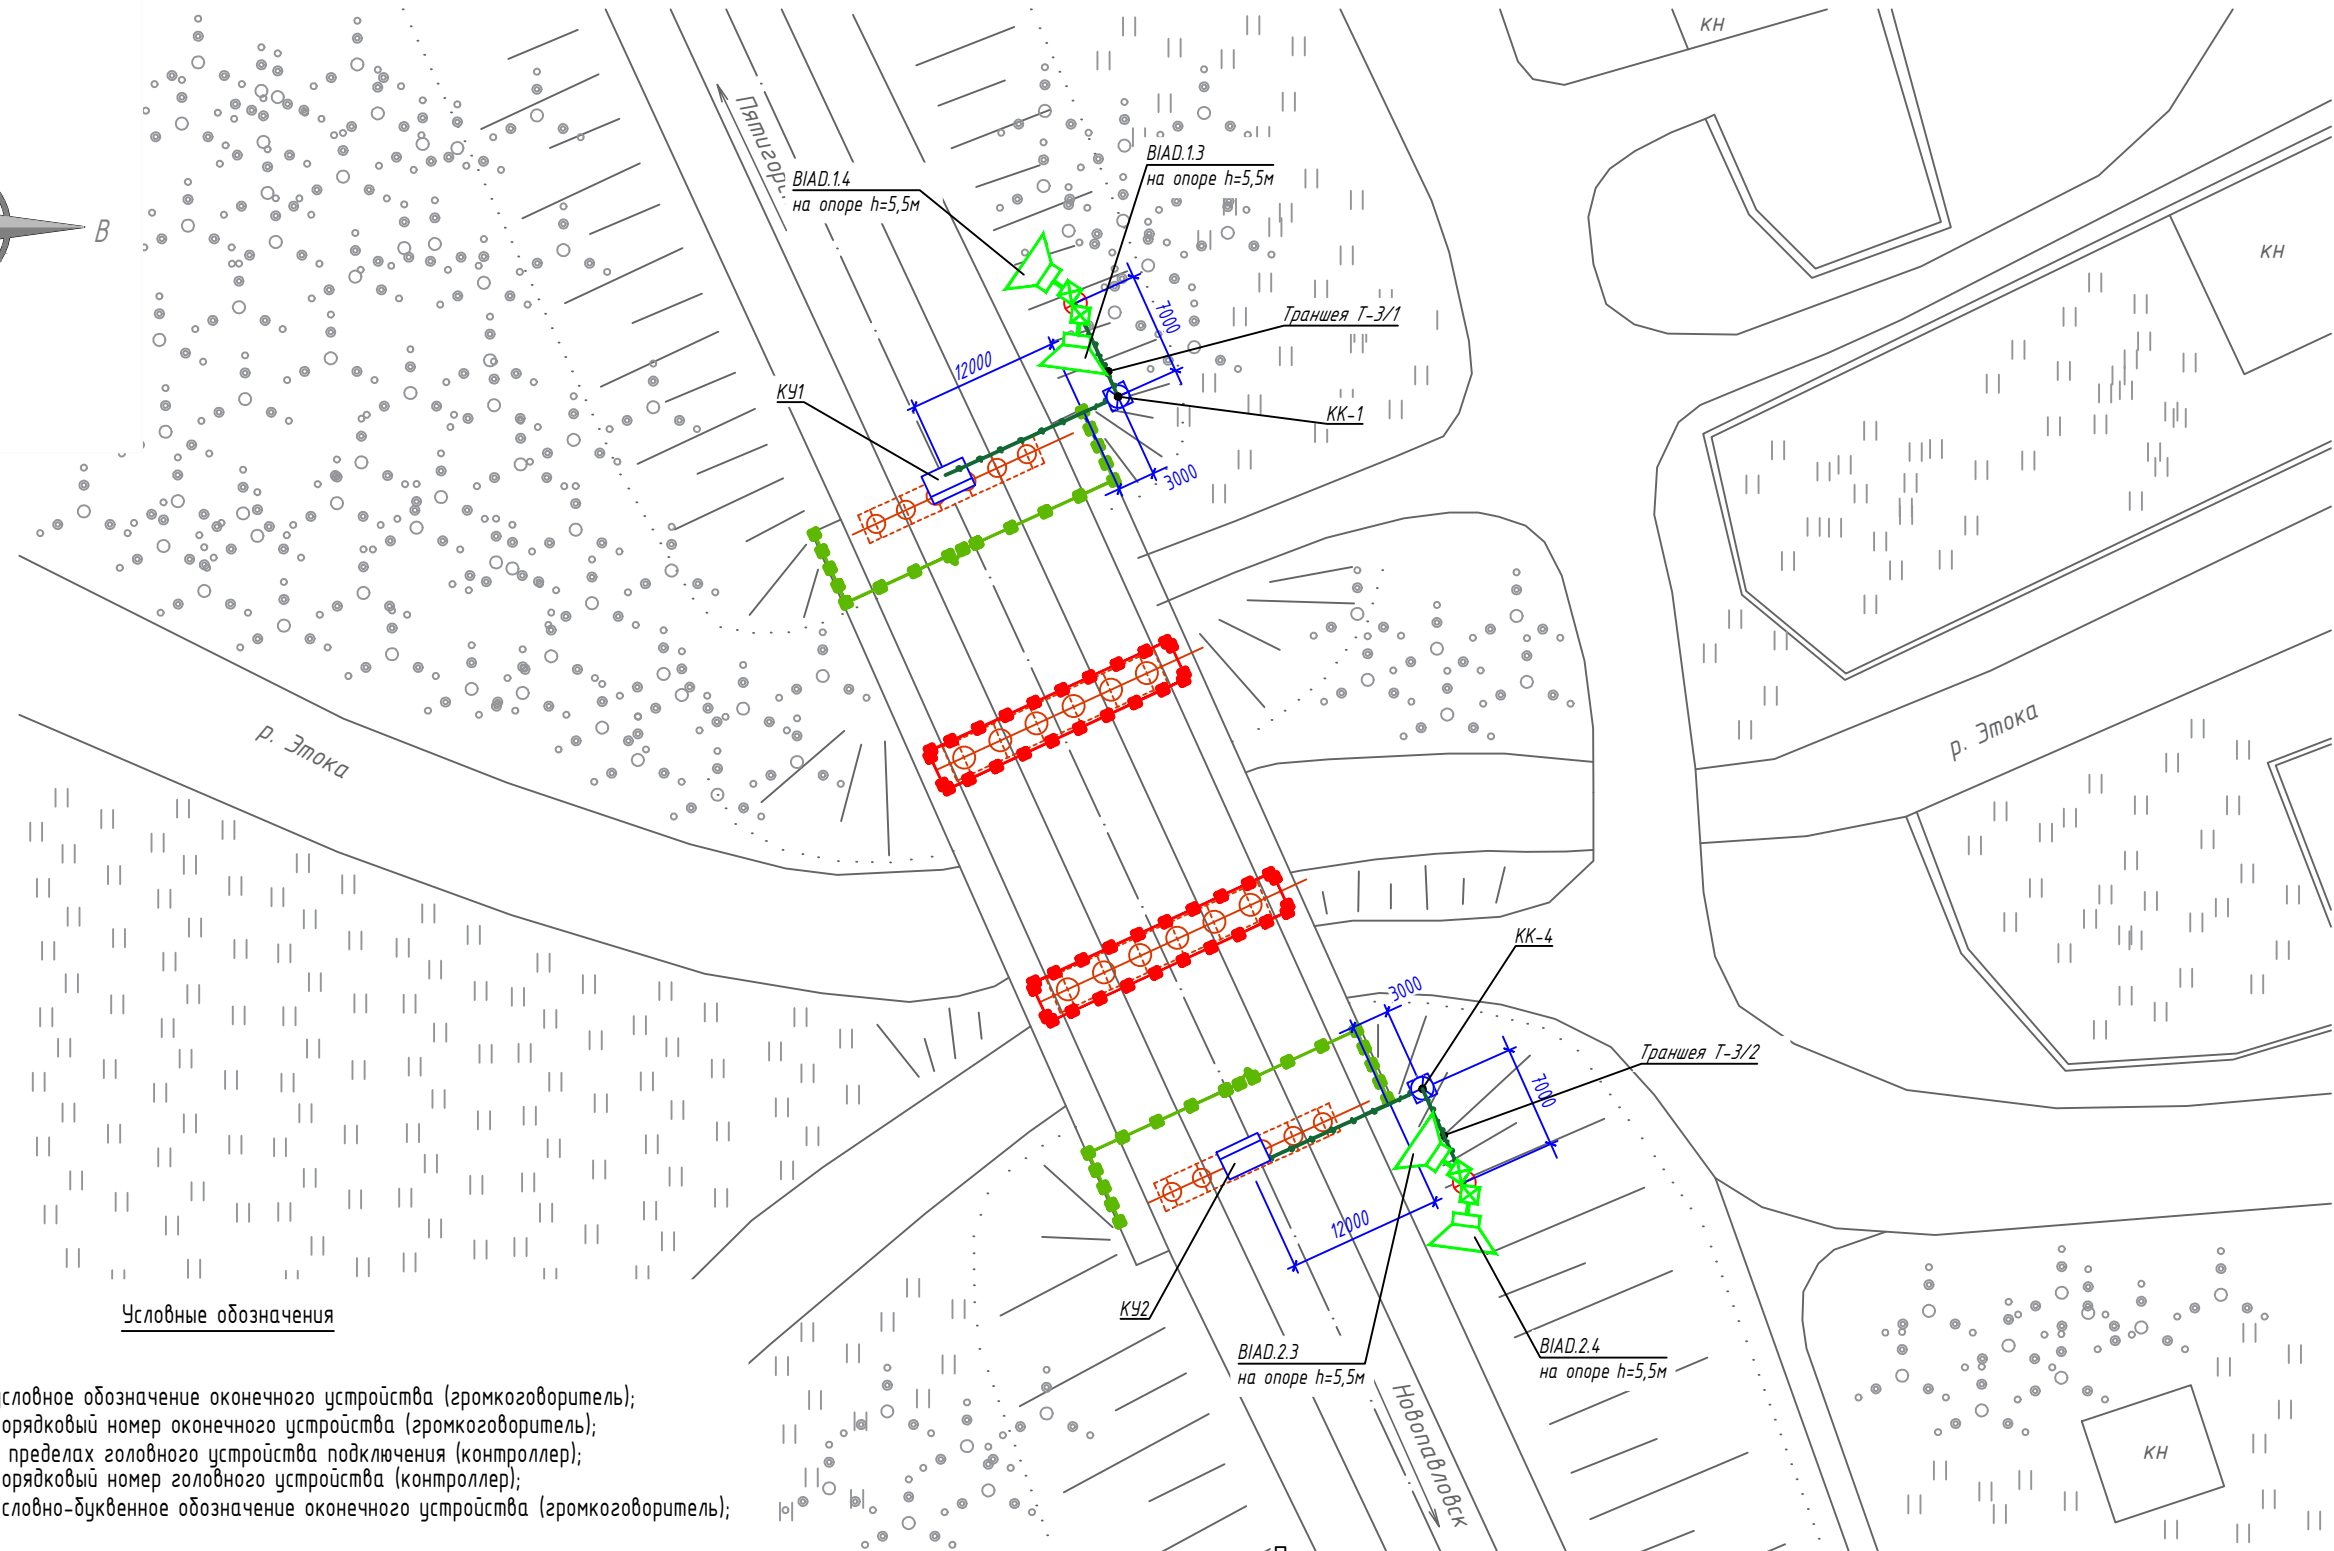 кн
Пятигор
BIAD.1.3
на опоре h=5,5м
BIAD.1.4
на опоре h=5,5м
В
кн
7000
Траншея Т-3/1
12000
КУ1
КК-1
3000
р. Этока
р. Этока
КК-4
3000
Траншея Т-3/2
7000
12000
КУ2
Условные обозначения
BIAD.2.3
на опоре h=5,5м
BIAD.2.4
на опоре h=5,5м
Новопавловск
словное обозначение оконечного устройства (громкоговоритель);
орядковый номер оконечного устройства (громкоговоритель);
пределах головного устройства подключения (контроллер);
орядковый номер головного устройства (контроллер);
словно-буквенное обозначение оконечного устройства (громкоговоритель);
кн